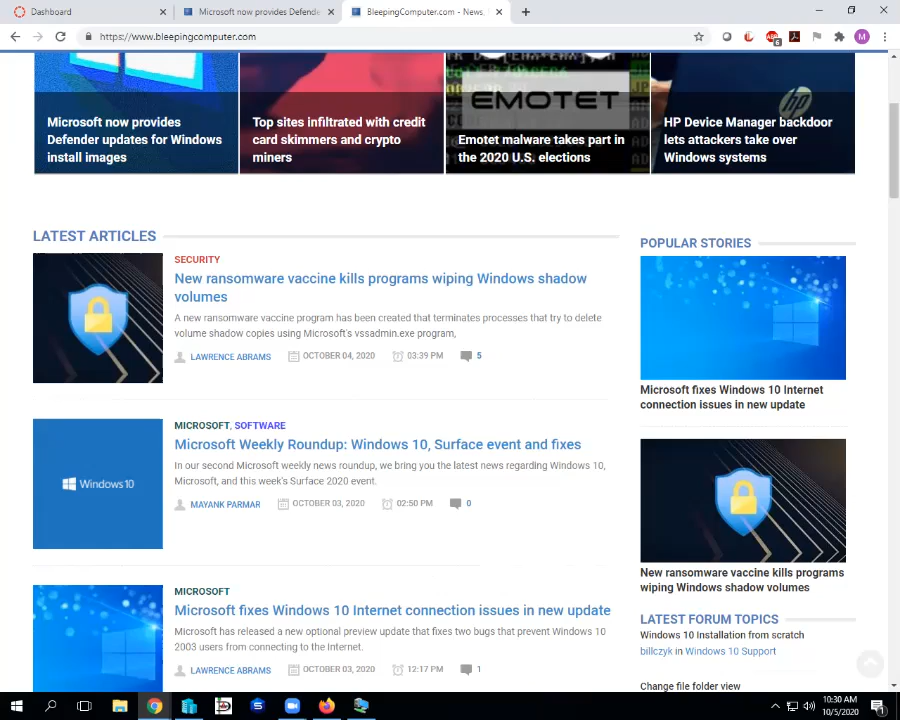 Dashboard
Microsoft now provides Defende
BleepingComputer.com - News,
https://www.bleepingcomputer.com
6
M
Microsoft now provides
Defender updates for Windows
install images
Top sites infiltrated with credit
card skimmers and crypto
miners
EMOTET
Emotet malware takes part in
the 2020 U.S. elections
hp
HP Device Manager backdoor
lets attackers take over
Windows systems
LATEST ARTICLES
SECURITY
New ransomware vaccine kills programs wiping Windows shadow
volumes
A new ransomware vaccine program has been created that terminates processes that try to delete
volume shadow copies using Microsoft's vssadmin.exe program,
LAWRENCE ABRAMS OCTOBER 04, 2020 03:39 PM 5
Windows10
MICROSOFT, SOFTWARE
Microsoft Weekly Roundup: Windows 10, Surface event and fixes
In our second Microsoft weekly news roundup, we bring you the latest news regarding Windows 10,
Microsoft, and this week's Surface 2020 event.
MAYANK PARMAR OCTOBER 03, 2020 02:50 PM 0
MICROSOFT
Microsoft fixes Windows 10 Internet connection issues in new update
Microsoft has released a new optional preview update that fixes two bugs that prevent Windows 10
2003 users from connecting to the Internet.
LAWRENCE ABRAMS OCTOBER 03, 2020 12:17 PM 1
POPULAR STORIES
Microsoft fixes Windows 10 Internet
connection issues in new update
New ransomware vaccine kills programs
wiping Windows shadow volumes
LATEST FORUM TOPICS
Windows 10 Installation from scratch
billczyk in Windows 10 Support
Change file folder view
10:30 AM
10/5/2020
1